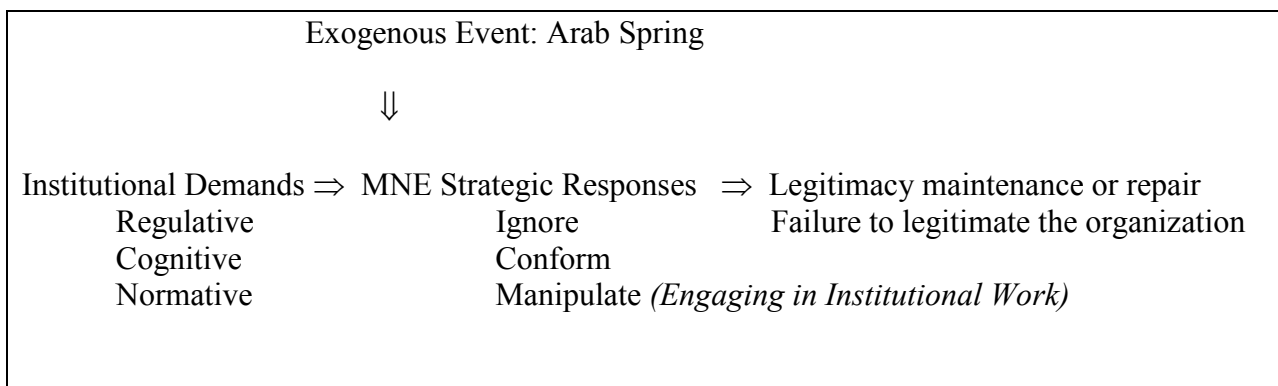 Exogenous Event: Arab Spring
⇓
Institutional Demands ⇒ MNE Strategic Responses ⇒ Legitimacy maintenance or repair
Regulative Ignore Failure to legitimate the organization
Cognitive Conform
Normative Manipulate (Engaging in Institutional Work)